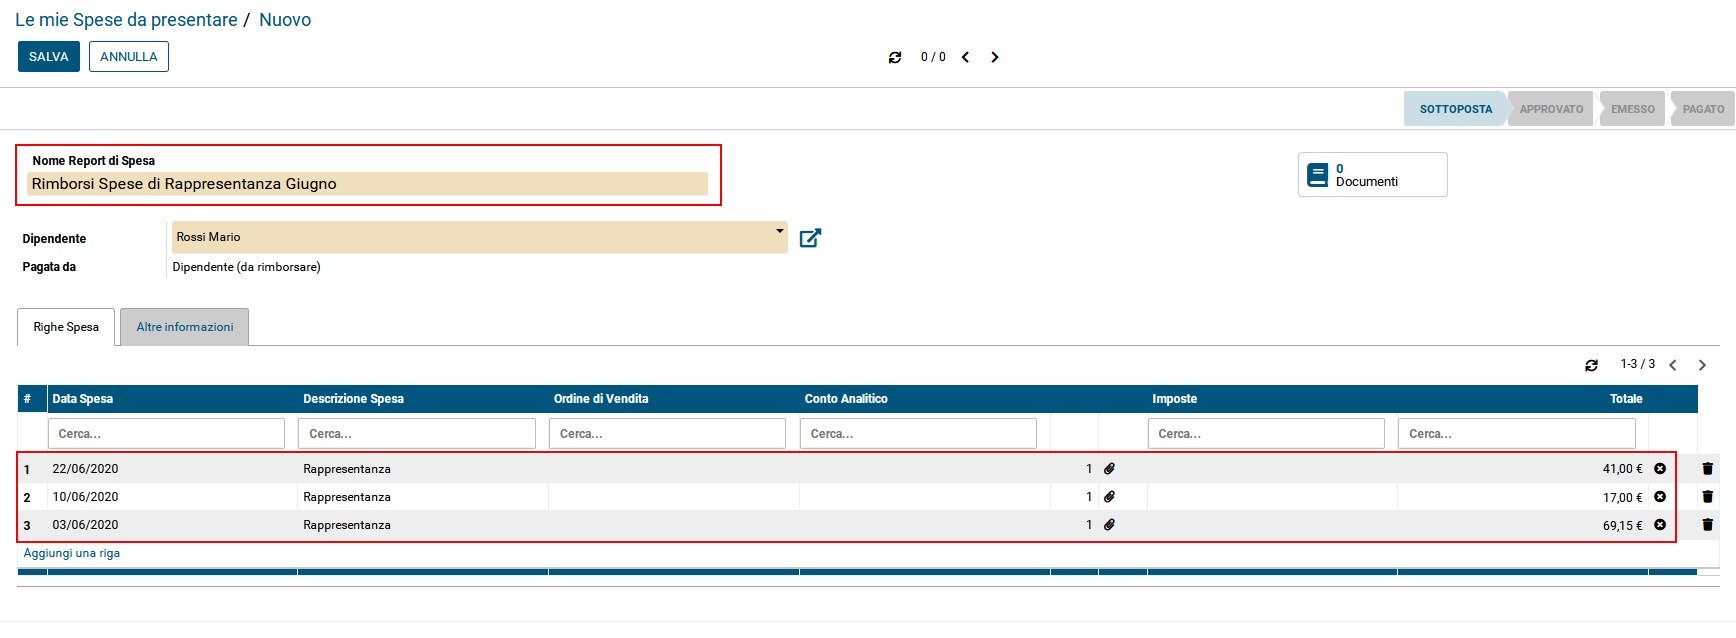 Le mie Spese da presentare / Nuovo
SALVA ANNULLA 0 / 0
SOTTOPOSTA APPROVATO EMESSO PAGATO
Nome Report di Spesa
Rimborsi Spese di Rappresentanza Giugno
0
Documenti
Dipendente Rossi Mario
Pagata da Dipendente (da rimborsare)
Righe Spesa Altre informazioni
1-3 / 3
# Data Spesa Descrizione Spesa Ordine di Vendita Conto Analitico Imposte Totale
Cerca... Cerca... Cerca... Cerca... Cerca... Cerca...
1 22/06/2020 Rappresentanza 1 41,00 €
2 10/06/2020 Rappresentanza 1 17,00 €
3 03/06/2020 Rappresentanza 1 69,15 €
Aggiungi una riga